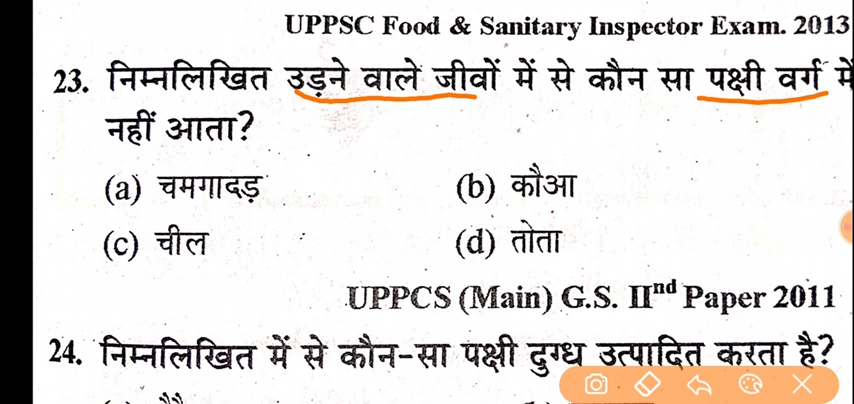 UPPSC Food & Sanitary Inspector Exam. 2013
23. निम्नलिखित उड़ने वाले जीवों में से कौन सा पक्षी वर्ग में
नहीं आता?
(a) चमगादड़ (b) कौआ
(c) चील (d) तोता
UPPCS (Main) G.S. IInd Paper 2011
24. निम्नलिखित में से कौन-सा पक्षी दुग्ध उत्पादित करता है?